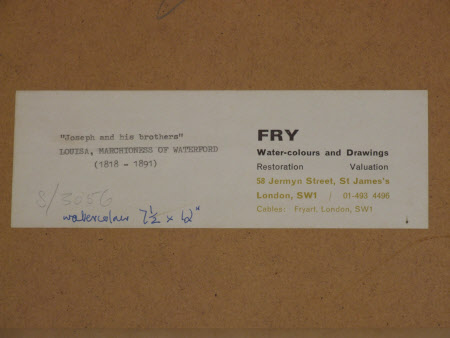 "Joseph and his brothers"
LOUISA, MARCHIONESS OF WATERFORD
(1818 - 1891)
S/3056
watercolour 7½ x 12"
FRY
Water-colours and Drawings
Restoration Valuation
58 Jermyn Street, St James's
London, SW1 / 01-493 4496
Cables: Fryart, London, SW1